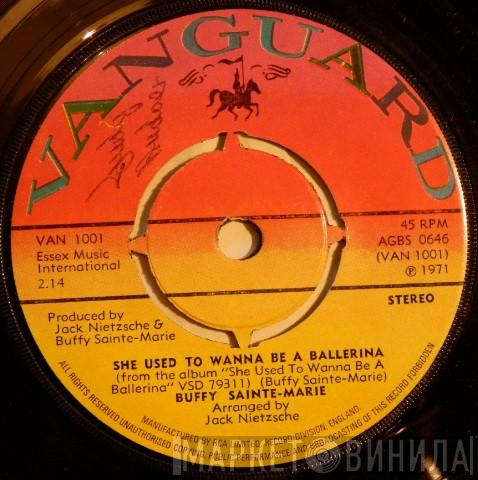 VANGUARD
VAN 1001
Essex Music
International
2.14
45 RPM
AGBS 0646
(VAN 1001)
℗ 1971
STEREO
Produced by
Jack Nietzsche &
Buffy Sainte-Marie
SHE USED TO WANNA BE A BALLERINA
(from the album "She Used To Wanna Be A
Ballerina" VSD 79311) (Buffy Sainte-Marie)
BUFFY SAINTE-MARIE
Arranged by
Jack Nietzsche
MANUFACTURED BY RCA LIMITED, RECORD DIVISION, ENGLAND.
ALL RIGHTS RESERVED. UNAUTHORISED COPYING, PUBLIC PERFORMANCE AND BROADCASTING OF THIS RECORD FORBIDDEN
МАРКЕТ ВИНИЛА